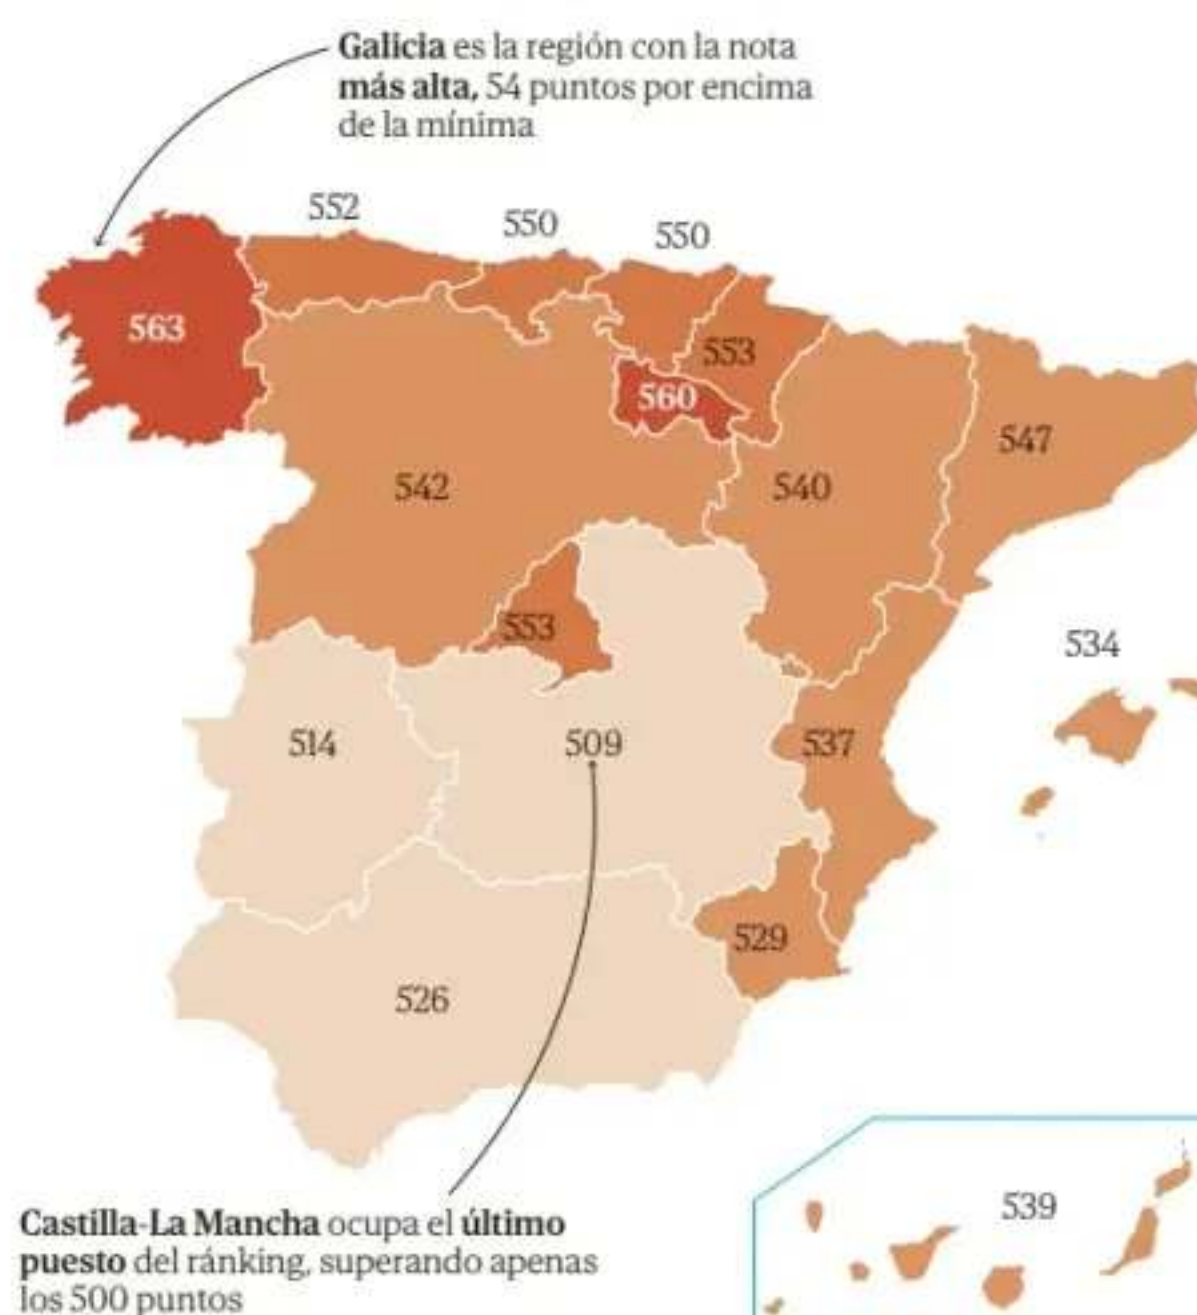 Galicia es la región con la nota
más alta, 54 puntos por encima
de la mínima
552
550
550
563
553
560
547
542
540
553
534
514
509
537
529
526
539
Castilla-La Mancha ocupa el último
puesto del ránking, superando apenas
los 500 puntos